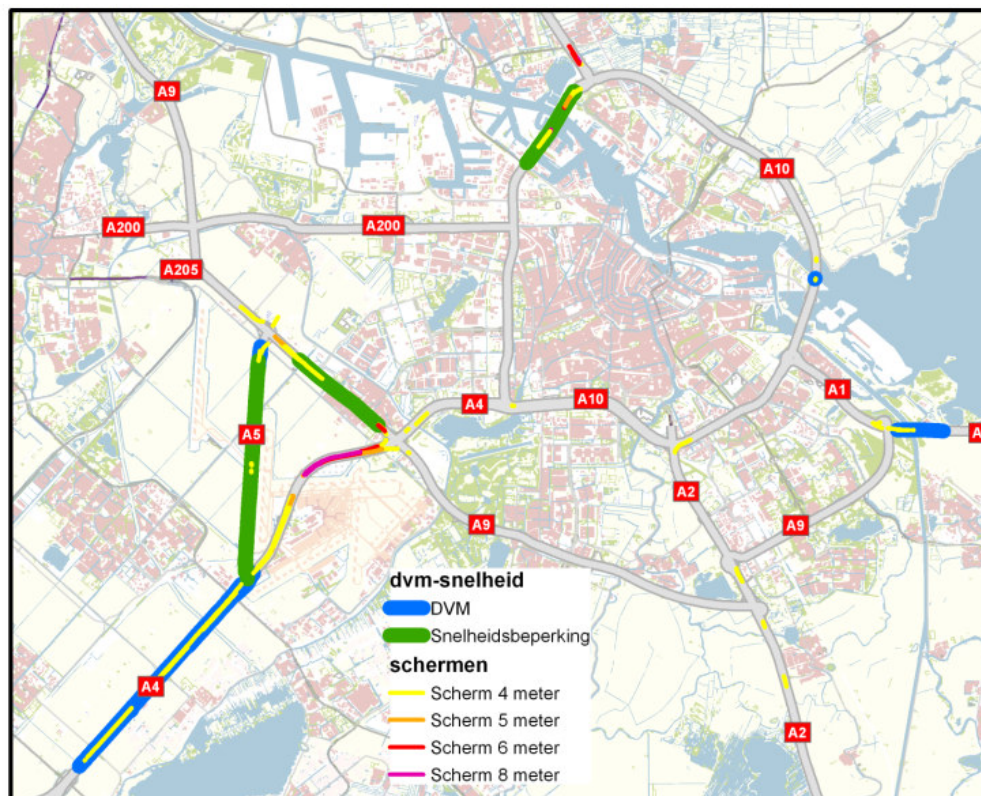 A9
A10
A200
A200
A205
A1
A4
A10
A
A5
A2
A9
A9
dvm-snelheid
DVM
Snelheidsbeperking
schermen
A4
Scherm 4 meter
Scherm 5 meter
A2
Scherm 6 meter
Scherm 8 meter